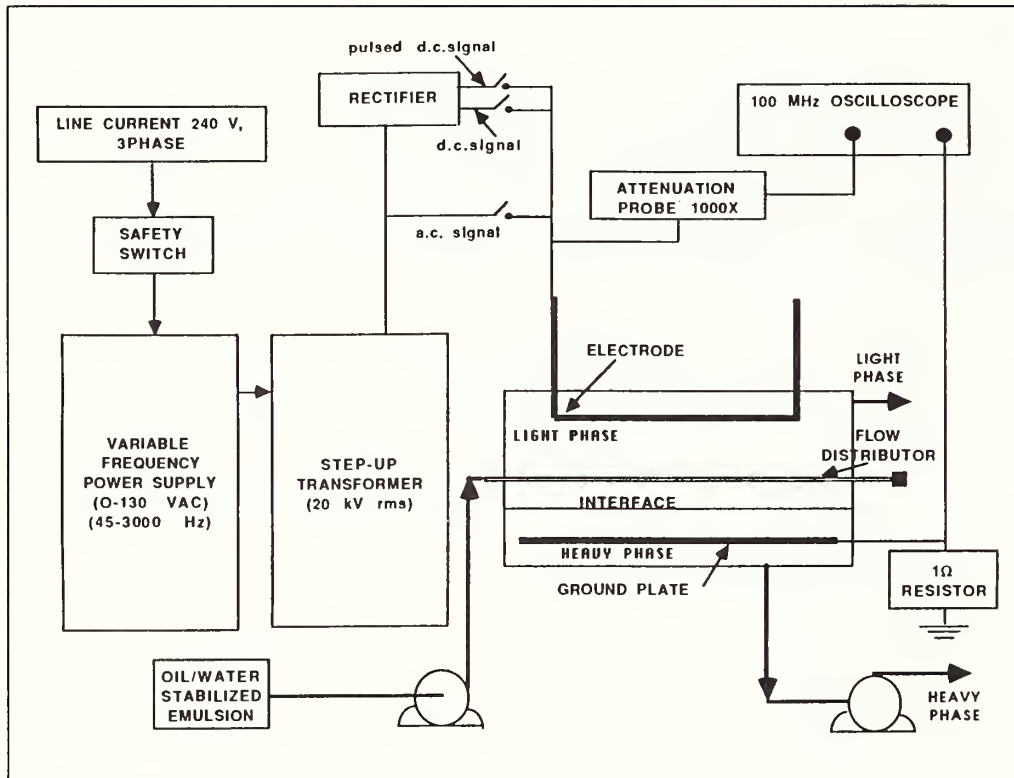 pulsed d.c.signal
RECTIFIER
d.c.signal
100 MHz OSCILLOSCOPE
LINE CURRENT 240 V,
3PHASE
ATTENUATION
PROBE 1000X
a.c. signal
SAFETY
SWITCH
ELECTRODE
LIGHT
PHASE
LIGHT PHASE
FLOW
DISTRIBUTOR
VARIABLE
FREQUENCY
POWER SUPPLY
(O-130 VAC)
(45-3000 Hz)
STEP-UP
TRANSFORMER
(20 kV rms)
INTERFACE
HEAVY PHASE
GROUND PLATE
1Ω
RESISTOR
OIL/WATER
STABILIZED
EMULSION
HEAVY
PHASE